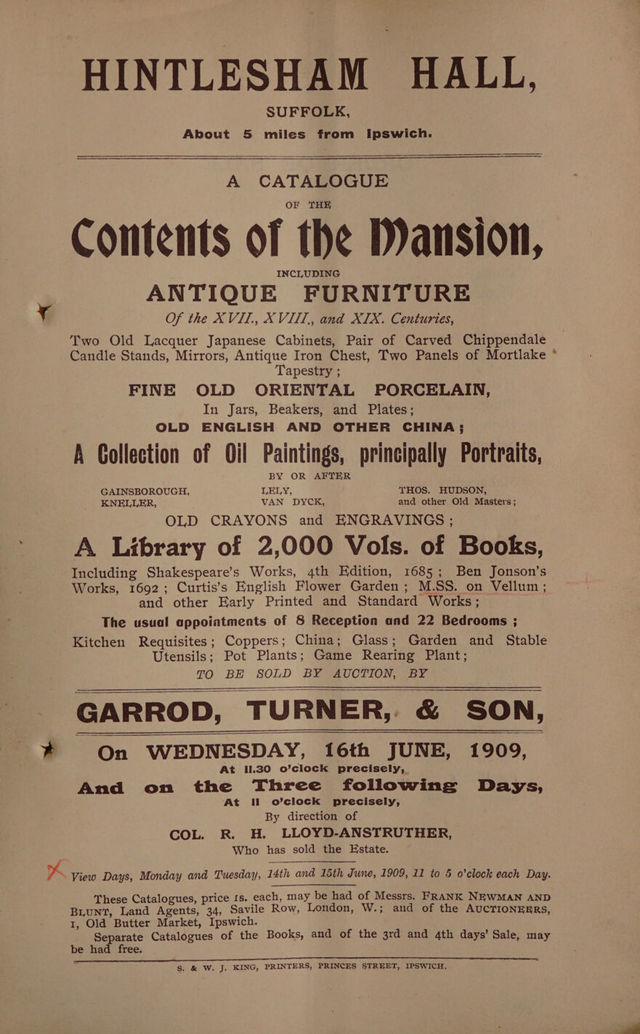 HINTLESHAM HALL,
SUFFOLK,
About 5 miles from Ipswich.
A CATALOGUE
OF THE
Contents of the Mansion,
INCLUDING
ANTIQUE FURNITURE
Of the XVII., XVIII., and XIX. Centuries,
Two Old Lacquer Japanese Cabinets, Pair of Carved Chippendale
Candle Stands, Mirrors, Antique Iron Chest, Two Panels of Mortlake
Tapestry;
FINE OLD ORIENTAL PORCELAIN,
In Jars, Beakers, and Plates;
OLD ENGLISH AND OTHER CHINA;
A Collection of Oil Paintings, principally Portraits,
BY OR AFTER
GAINSBOROUGH, LELY, THOS. HUDSON,
KNELLER, VAN DYCK, and other Old Masters;
OLD CRAYONS and ENGRAVINGS;
A Library of 2,000 Vols. of Books,
Including Shakespeare's Works, 4th Edition, 1685; Ben Jonson's
Works, 1692; Curtis's English Flower Garden; M.SS. on Vellum;
and other Early Printed and Standard Works;
The usual appointments of 8 Reception and 22 Bedrooms;
Kitchen Requisites; Coppers; China; Glass; Garden and Stable
Utensils; Pot Plants; Game Rearing Plant;
TO BE SOLD BY AUCTION, BY
GARROD, TURNER, & SON,
On WEDNESDAY, 16th JUNE, 1909,
At 11.30 o'clock precisely,
And on the Three following Days,
At 11 o'clock precisely,
By direction of
COL. R. H. LLOYD-ANSTRUTHER,
Who has sold the Estate.
View Days, Monday and Tuesday, 14th and 15th June, 1909, 11 to 5 o'clock each Day.
These Catalogues, price 1s. each, may be had of Messrs. FRANK NEWMAN AND
BLUNT, Land Agents, 34, Savile Row, London, W.; and of the AUCTIONEERS,
1, Old Butter Market, Ipswich.
Separate Catalogues of the Books, and of the 3rd and 4th days' Sale, may
be had free.
S. & W. J. KING, PRINTERS, PRINCES STREET, IPSWICH.